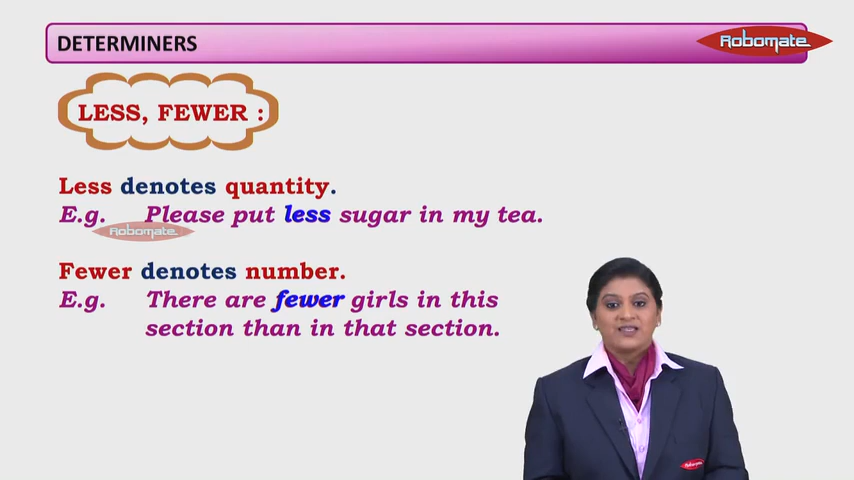 DETERMINERS
Robomate
LESS, FEWER :
Less denotes quantity.
E.g. Please put less sugar in my tea.
Robomate
Fewer denotes number.
E.g. There are fewer girls in this
section than in that section.
Robomate